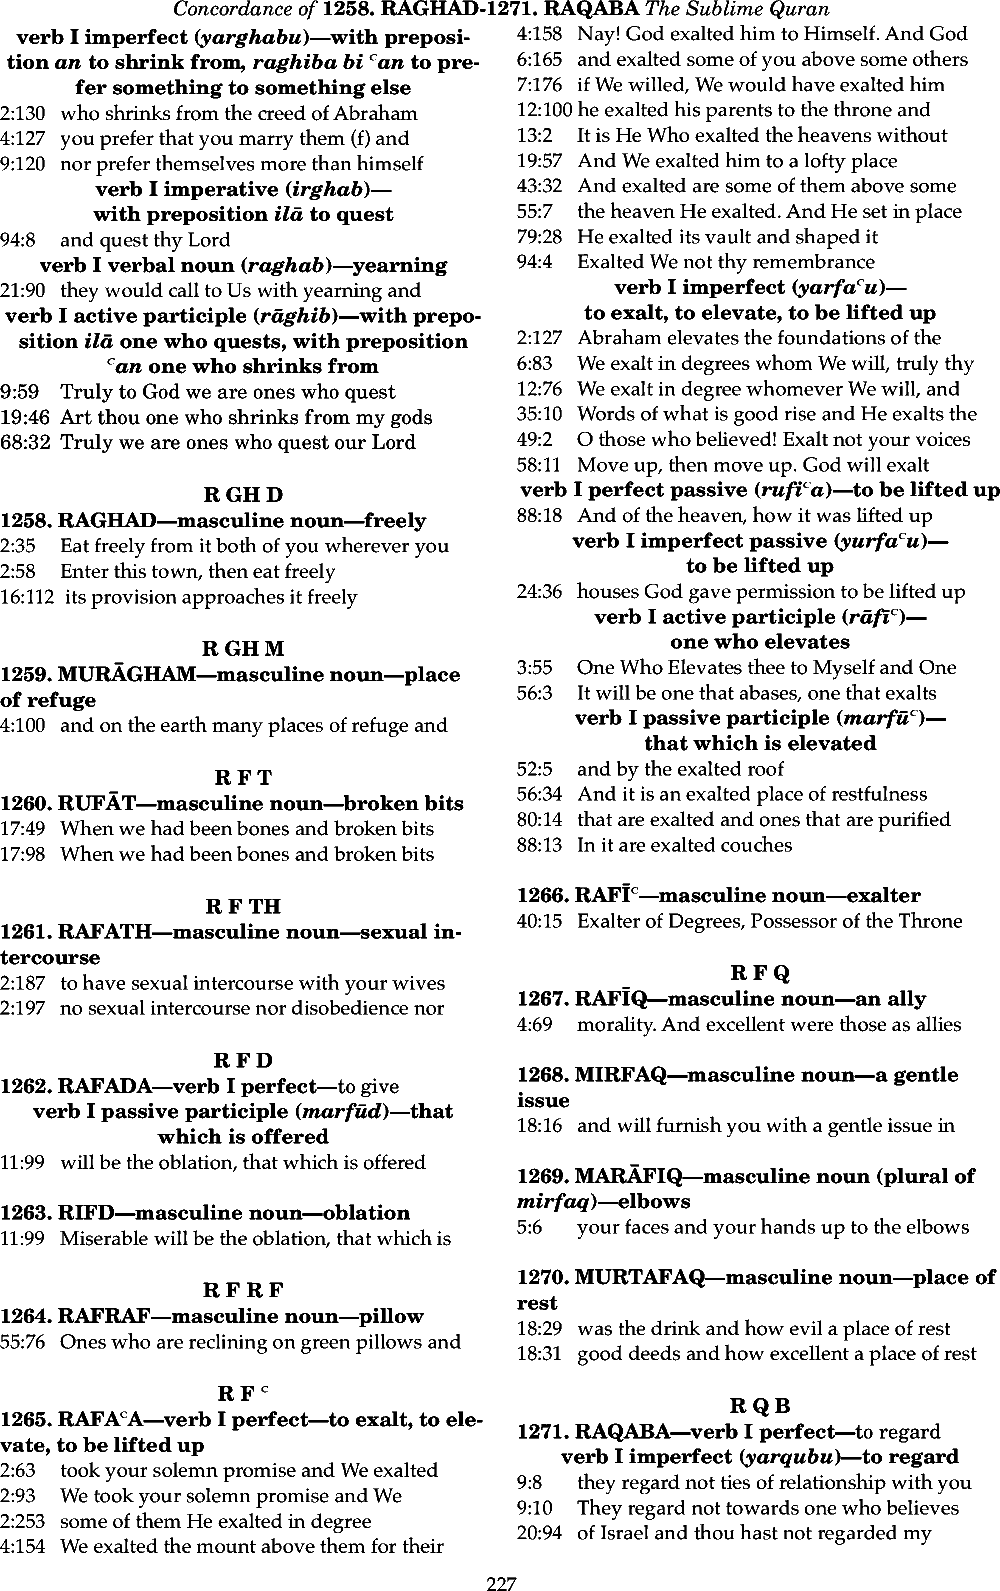 Concordance of 1258. RAGHAD-1271. RAQABA The Sublime Quran
verb I imperfect (yarghabu)—with preposi-
tion an to shrink from, raghiba bi ᶜan to pre-
fer something to something else
2:130 who shrinks from the creed of Abraham
4:127 you prefer that you marry them (f) and
9:120 nor prefer themselves more than himself
verb I imperative (irghab)—
with preposition ilā to quest
94:8 and quest thy Lord
verb I verbal noun (raghab)—yearning
21:90 they would call to Us with yearning and
verb I active participle (rāghib)—with prepo-
sition ilā one who quests, with preposition
ᶜan one who shrinks from
9:59 Truly to God we are ones who quest
19:46 Art thou one who shrinks from my gods
68:32 Truly we are ones who quest our Lord
R GH D
1258. RAGHAD—masculine noun—freely
2:35 Eat freely from it both of you wherever you
2:58 Enter this town, then eat freely
16:112 its provision approaches it freely
R GH M
1259. MURĀGHAM—masculine noun—place
of refuge
4:100 and on the earth many places of refuge and
R F T
1260. RUFĀT—masculine noun—broken bits
17:49 When we had been bones and broken bits
17:98 When we had been bones and broken bits
R F TH
1261. RAFATH—masculine noun—sexual in-
tercourse
2:187 to have sexual intercourse with your wives
2:197 no sexual intercourse nor disobedience nor
R F D
1262. RAFADA—verb I perfect—to give
verb I passive participle (marfūd)—that
which is offered
11:99 will be the oblation, that which is offered
1263. RIFD—masculine noun—oblation
11:99 Miserable will be the oblation, that which is
R F R F
1264. RAFRAF—masculine noun—pillow
55:76 Ones who are reclining on green pillows and
R F ᶜ
1265. RAFAᶜA—verb I perfect—to exalt, to ele-
vate, to be lifted up
2:63 took your solemn promise and We exalted
2:93 We took your solemn promise and We
2:253 some of them He exalted in degree
4:154 We exalted the mount above them for their
4:158 Nay! God exalted him to Himself. And God
6:165 and exalted some of you above some others
7:176 if We willed, We would have exalted him
12:100 he exalted his parents to the throne and
13:2 It is He Who exalted the heavens without
19:57 And We exalted him to a lofty place
43:32 And exalted are some of them above some
55:7 the heaven He exalted. And He set in place
79:28 He exalted its vault and shaped it
94:4 Exalted We not thy remembrance
verb I imperfect (yarfaᶜu)—
to exalt, to elevate, to be lifted up
2:127 Abraham elevates the foundations of the
6:83 We exalt in degrees whom We will, truly thy
12:76 We exalt in degree whomever We will, and
35:10 Words of what is good rise and He exalts the
49:2 O those who believed! Exalt not your voices
58:11 Move up, then move up. God will exalt
verb I perfect passive (rufiᶜa)—to be lifted up
88:18 And of the heaven, how it was lifted up
verb I imperfect passive (yurfaᶜu)—
to be lifted up
24:36 houses God gave permission to be lifted up
verb I active participle (rāfīᶜ)—
one who elevates
3:55 One Who Elevates thee to Myself and One
56:3 It will be one that abases, one that exalts
verb I passive participle (marfūᶜ)—
that which is elevated
52:5 and by the exalted roof
56:34 And it is an exalted place of restfulness
80:14 that are exalted and ones that are purified
88:13 In it are exalted couches
1266. RAFĪᶜ—masculine noun—exalter
40:15 Exalter of Degrees, Possessor of the Throne
R F Q
1267. RAFĪQ—masculine noun—an ally
4:69 morality. And excellent were those as allies
1268. MIRFAQ—masculine noun—a gentle
issue
18:16 and will furnish you with a gentle issue in
1269. MARĀFIQ—masculine noun (plural of
mirfaq)—elbows
5:6 your faces and your hands up to the elbows
1270. MURTAFAQ—masculine noun—place of
rest
18:29 was the drink and how evil a place of rest
18:31 good deeds and how excellent a place of rest
R Q B
1271. RAQABA—verb I perfect—to regard
verb I imperfect (yarqubu)—to regard
9:8 they regard not ties of relationship with you
9:10 They regard not towards one who believes
20:94 of Israel and thou hast not regarded my
227